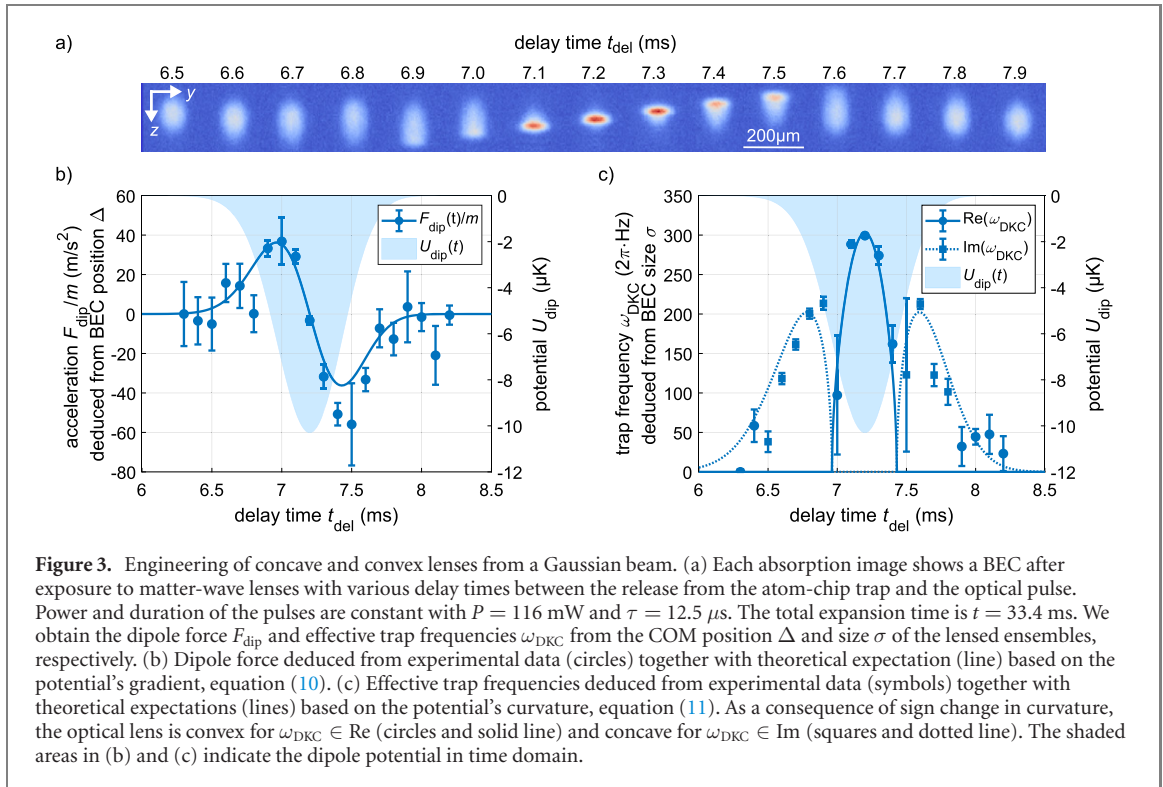 a)
delay time t_del (ms)
6.5 6.6 6.7 6.8 6.9 7.0 7.1 7.2 7.3 7.4 7.5 7.6 7.7 7.8 7.9
y
z
200μm
b)
acceleration F_dip/m (m/s²)
deduced from BEC position Δ
60
40
20
0
-20
-40
-60
-80
F_dip(t)/m
U_dip(t)
0
-2
-4
-6
-8
-10
-12
potential U_dip (μK)
6 6.5 7 7.5 8 8.5
delay time t_del (ms)
c)
trap frequency ω_DKC (2π·Hz)
deduced from BEC size σ
350
300
250
200
150
100
50
0
Re(ω_DKC)
Im(ω_DKC)
U_dip(t)
0
-2
-4
-6
-8
-10
-12
potential U_dip (μK)
6 6.5 7 7.5 8 8.5
delay time t_del (ms)
Figure 3. Engineering of concave and convex lenses from a Gaussian beam. (a) Each absorption image shows a BEC after
exposure to matter-wave lenses with various delay times between the release from the atom-chip trap and the optical pulse.
Power and duration of the pulses are constant with P = 116 mW and τ = 12.5 μs. The total expansion time is t = 33.4 ms. We
obtain the dipole force F_dip and effective trap frequencies ω_DKC from the COM position Δ and size σ of the lensed ensembles,
respectively. (b) Dipole force deduced from experimental data (circles) together with theoretical expectation (line) based on the
potential's gradient, equation (10). (c) Effective trap frequencies deduced from experimental data (symbols) together with
theoretical expectations (lines) based on the potential's curvature, equation (11). As a consequence of sign change in curvature,
the optical lens is convex for ω_DKC ∈ Re (circles and solid line) and concave for ω_DKC ∈ Im (squares and dotted line). The shaded
areas in (b) and (c) indicate the dipole potential in time domain.